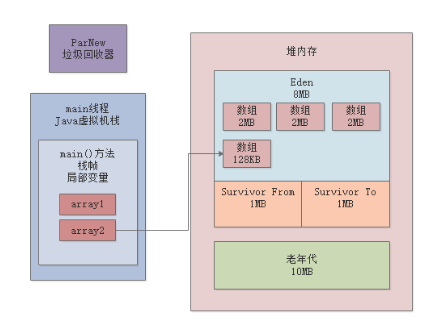 ParNew
垃圾回收器
main线程
Java虚拟机栈
main()方法
栈帧
局部变量
array1
array2
堆内存
Eden
8MB
数组
2MB
数组
2MB
数组
2MB
数组
128KB
Survivor From
1MB
Survivor To
1MB
老年代
10MB